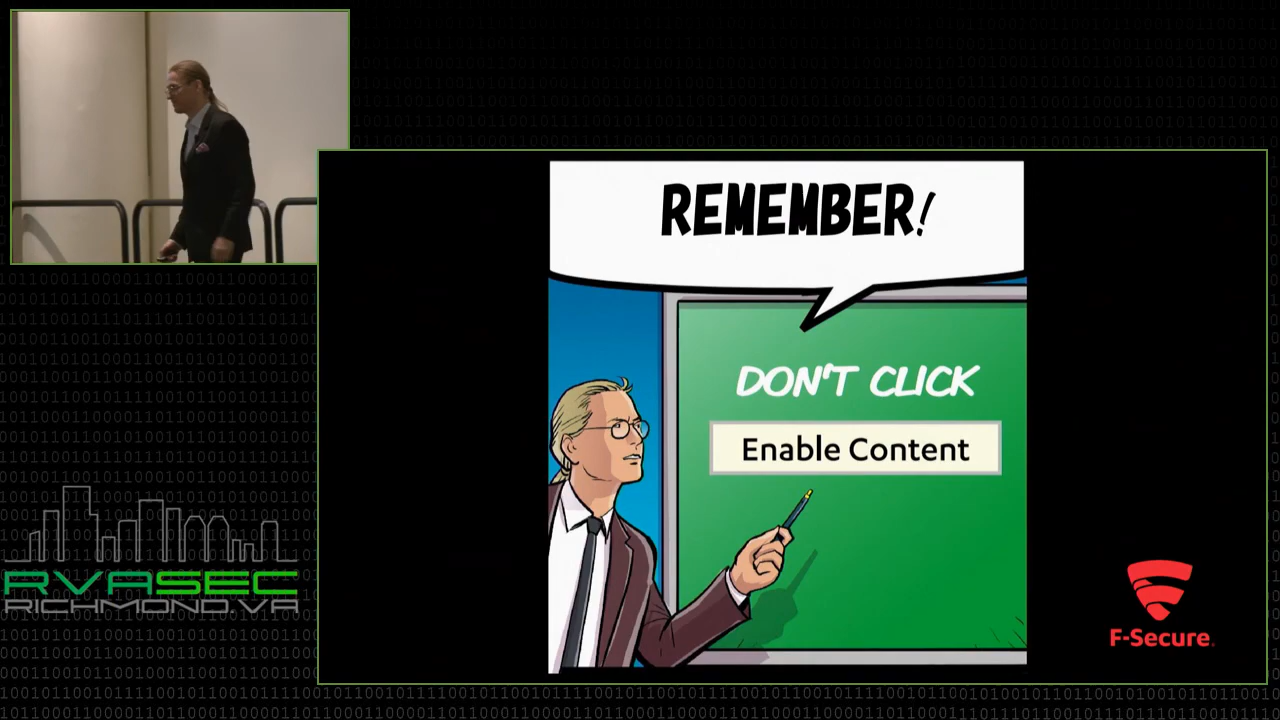 REMEMBER!
DON'T CLICK
Enable Content
RVASEC
RICHMOND.VA
F-Secure.